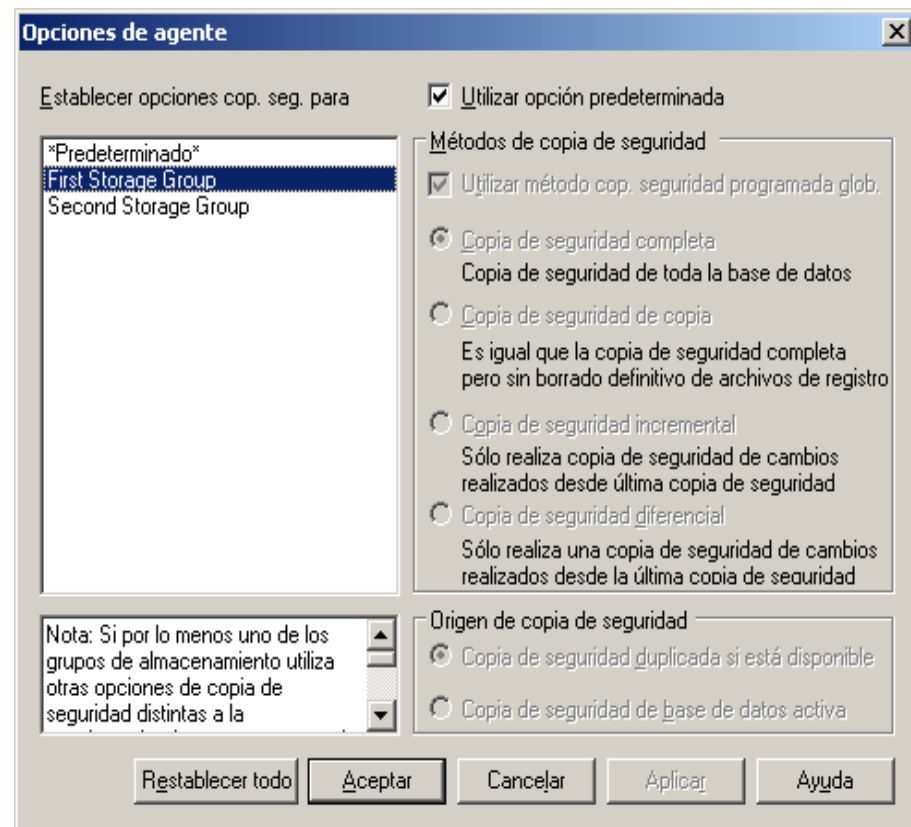 Opciones de agente
Establecer opciones cop. seg. para
Utilizar opción predeterminada
*Predeterminado*
First Storage Group
Second Storage Group
Métodos de copia de seguridad
Utilizar método cop. seguridad programada glob.
Copia de seguridad completa
Copia de seguridad de toda la base de datos
Copia de seguridad de copia
Es igual que la copia de seguridad completa
pero sin borrado definitivo de archivos de registro
Copia de seguridad incremental
Sólo realiza copia de seguridad de cambios
realizados desde última copia de seguridad
Copia de seguridad diferencial
Sólo realiza una copia de seguridad de cambios
realizados desde la última copia de seguridad
Nota: Si por lo menos uno de los
grupos de almacenamiento utiliza
otras opciones de copia de
seguridad distintas a la
Origen de copia de seguridad
Copia de seguridad duplicada si está disponible
Copia de seguridad de base de datos activa
Restablecer todo
Aceptar
Cancelar
Aplicar
Ayuda